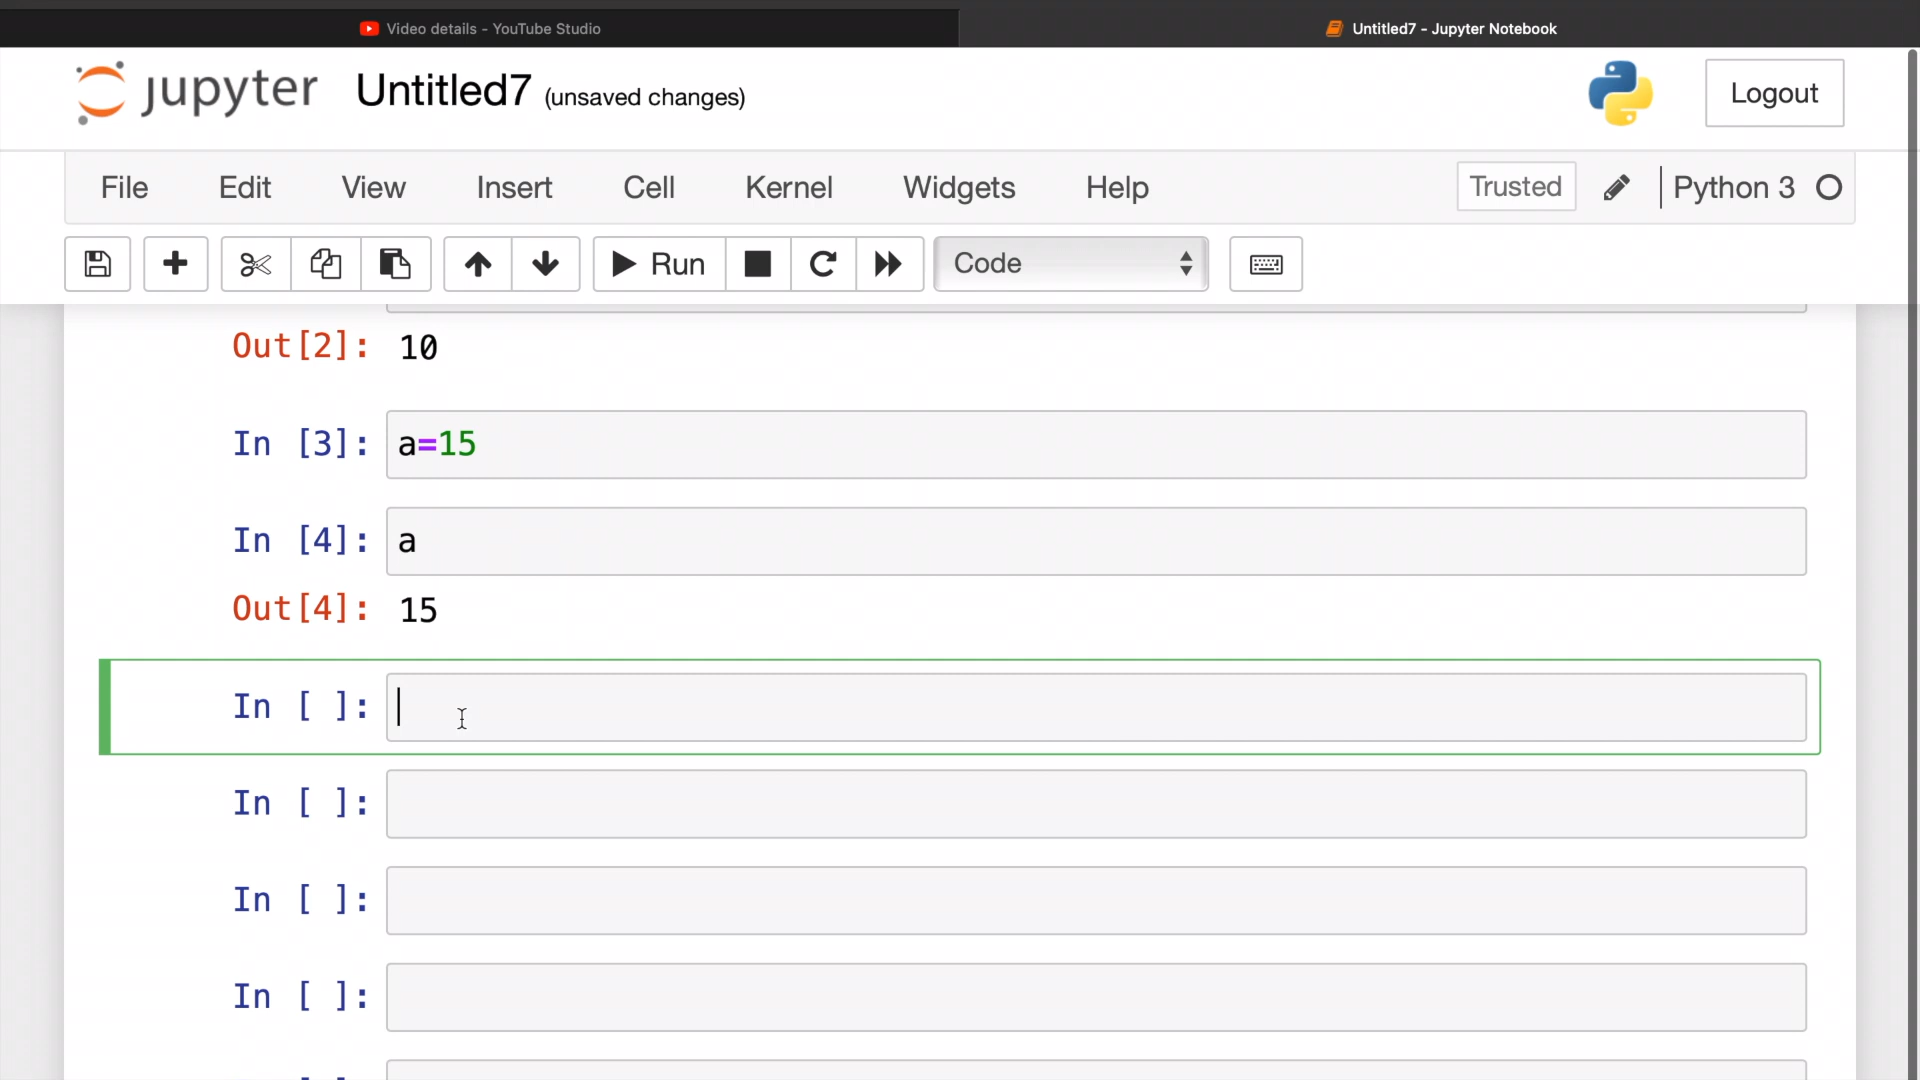 Video details - YouTube Studio
Untitled7 - Jupyter Notebook
jupyter Untitled7 (unsaved changes)
Logout
File Edit View Insert Cell Kernel Widgets Help Trusted Python 3
Run Code
Out[2]: 10
In [3]: a=15
In [4]: a
Out[4]: 15
In [ ]:
In [ ]:
In [ ]:
In [ ]: